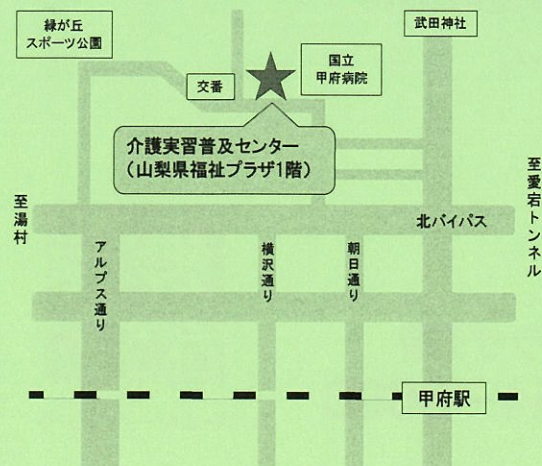 緑が丘
スポーツ公園
武田神社
国立
甲府病院
交番
介護実習普及センター
（山梨県福祉プラザ1階）
至湯村
至愛宕トンネル
北バイパス
アルプス通り
横沢通り
朝日通り
甲府駅